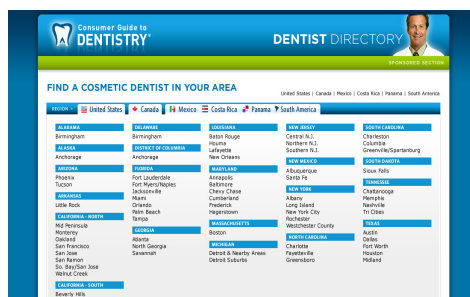 Consumer Guide to
DENTISTRY®
DENTIST DIRECTORY
SPONSORED SECTION
FIND A COSMETIC DENTIST IN YOUR AREA
United States | Canada | Mexico | Costa Rica | Panama | South America
REGION
United States
Canada
Mexico
Costa Rica
Panama
South America
ALABAMA
Birmingham
ALASKA
Anchorage
ARIZONA
Phoenix
Tucson
ARKANSAS
Little Rock
CALIFORNIA - NORTH
Mid Peninsula
Monterey
Oakland
San Francisco
San Jose
San Ramon
So. Bay/San Jose
Walnut Creek
CALIFORNIA - SOUTH
Beverly Hills
DELAWARE
Birmingham
DISTRICT OF COLUMBIA
Anchorage
FLORIDA
Fort Lauderdale
Fort Myers/Naples
Jacksonville
Miami
Orlando
Palm Beach
Tampa
GEORGIA
Atlanta
North Georgia
Savannah
LOUISIANA
Baton Rouge
Houma
Lafayette
New Orleans
MARYLAND
Annapolis
Baltimore
Chevy Chase
Cumberland
Frederick
Hagerstown
MASSACHUSETTS
Boston
MICHIGAN
Detroit & Nearby Areas
Detroit Suburbs
NEW JERSEY
Central N.J.
Northern N.J.
Southern N.J.
NEW MEXICO
Albuquerque
Santa Fe
NEW YORK
Albany
Long Island
New York City
Rochester
Westchester County
NORTH CAROLINA
Charlotte
Fayetteville
Greensboro
SOUTH CAROLINA
Charleston
Columbia
Greenville/Spartenburg
SOUTH DAKOTA
Sioux Falls
TENNESSEE
Chattanooga
Memphis
Nashville
Tri Cities
TEXAS
Austin
Dallas
Fort Worth
Houston
Midland